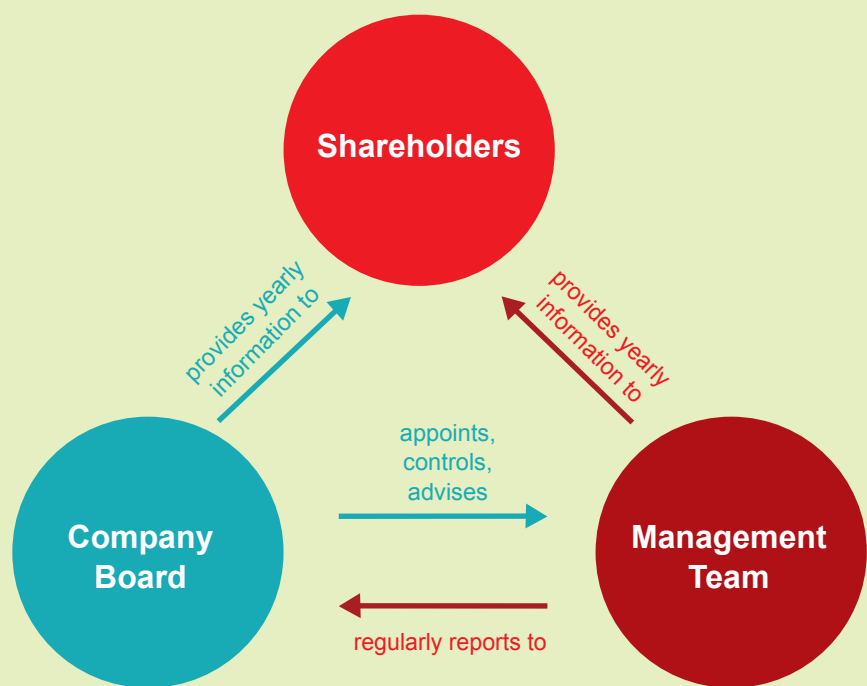 Shareholders
provides yearly
information to
provides yearly
information to
appoints,
controls,
advises
Company
Board
Management
Team
regularly reports to